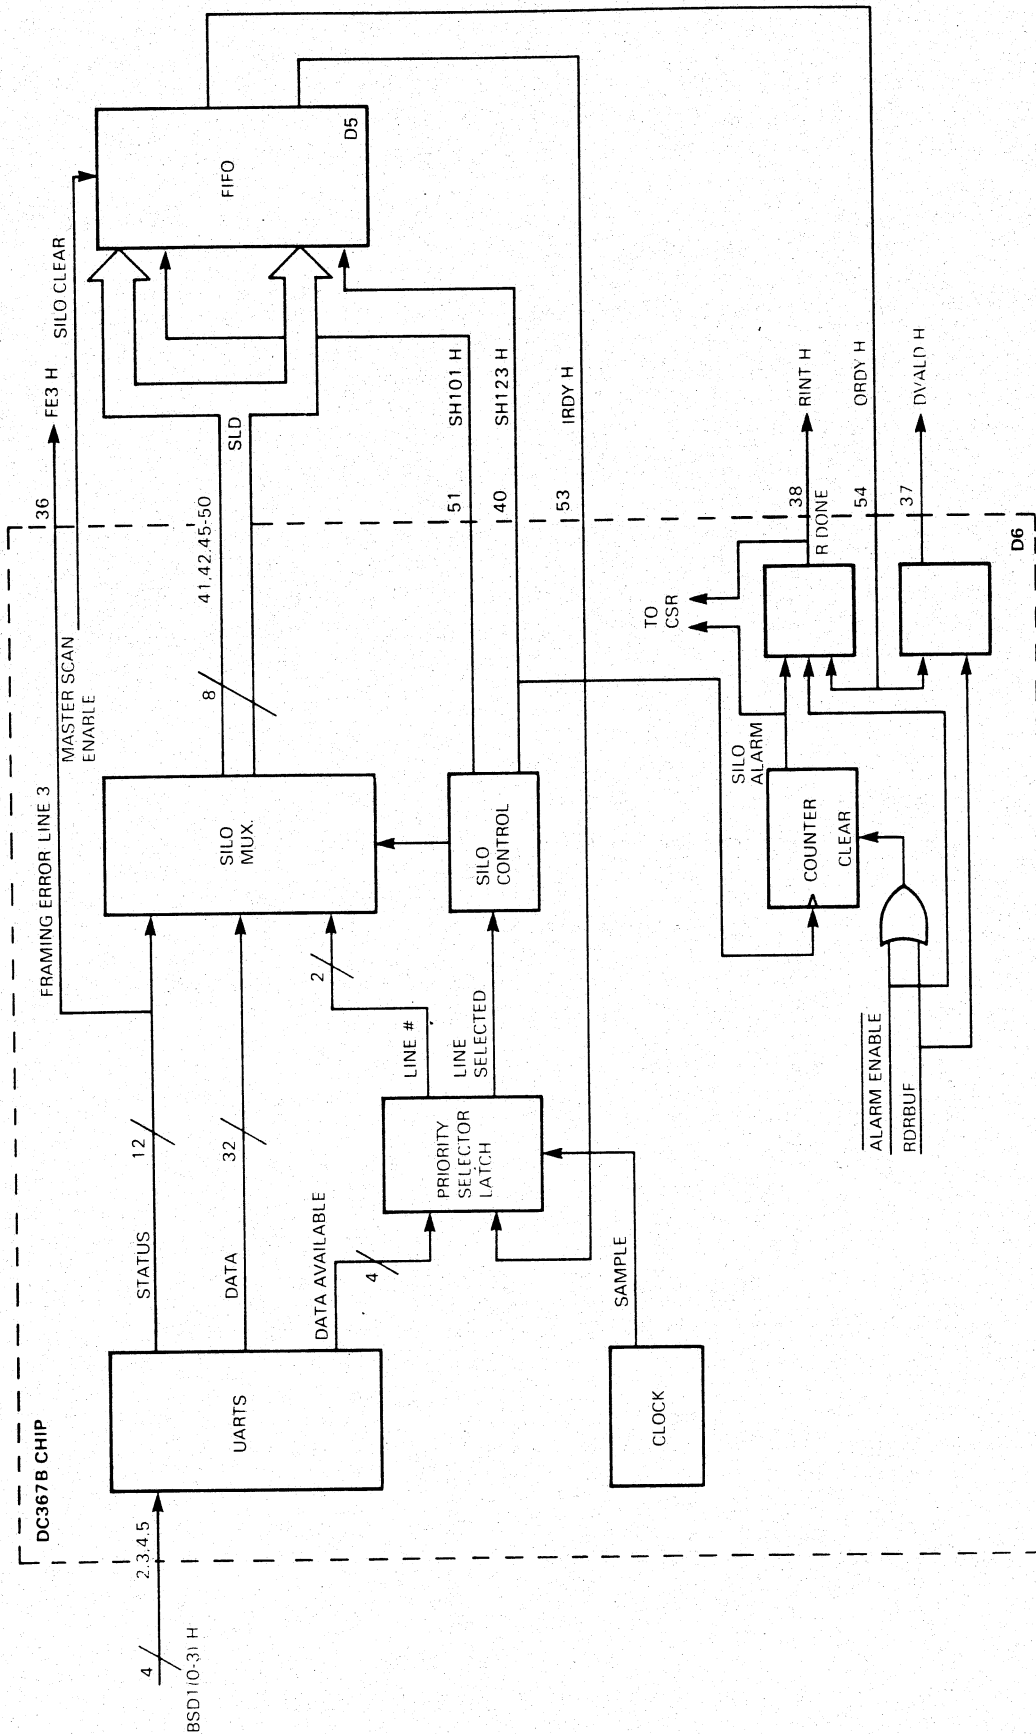 DC367B CHIP
4
BSD1(0-3) H
2.3.4.5
UARTS
STATUS
12
DATA
32
DATA AVAILABLE
4
FRAMING ERROR LINE 3
36
FE3 H
MASTER SCAN
ENABLE
SILO CLEAR
SILO
MUX.
8
41,42.45-50
SLD
FIFO
D5
LINE #
2
LINE
SELECTED
PRIORITY
SELECTOR
LATCH
SILO
CONTROL
51
SH101 H
40
SH123 H
53
IRDY H
SAMPLE
CLOCK
TO
CSR
SILO
ALARM
COUNTER
CLEAR
R DONE
38
RINT H
54
ORDY H
37
DVALD H
ALARM ENABLE
RDRBUF
D6